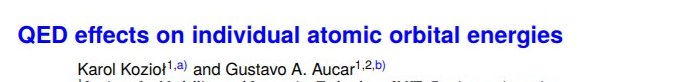 QED effects on individual atomic orbital energies
Karol Kozioł1,a) and Gustavo A. Aucar1,2,b)